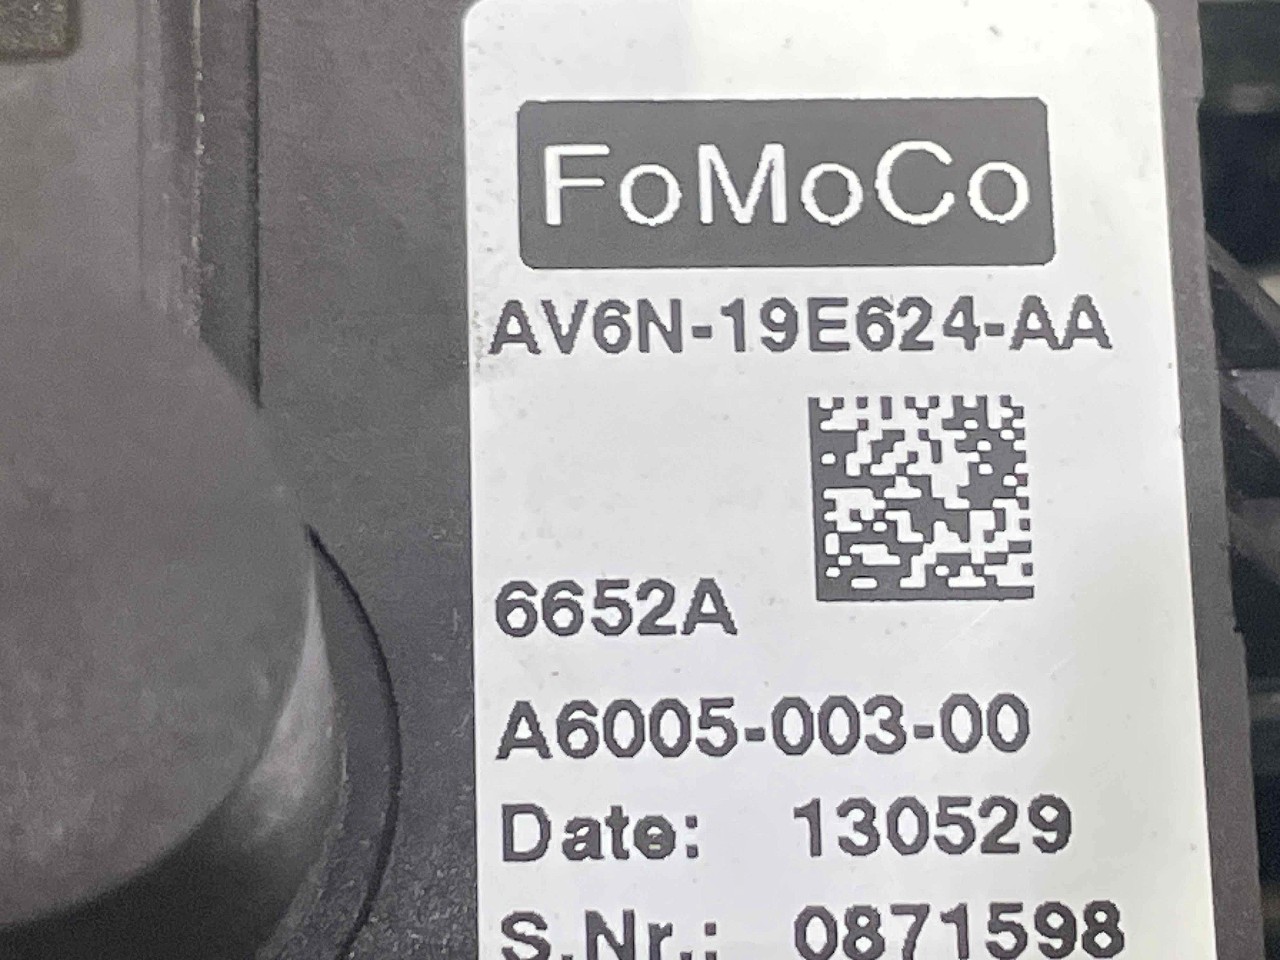 FoMoCo
AV6N-19E624-AA
6652A
A6005-003-00
Date: 130529
S.Nr.: 0871598